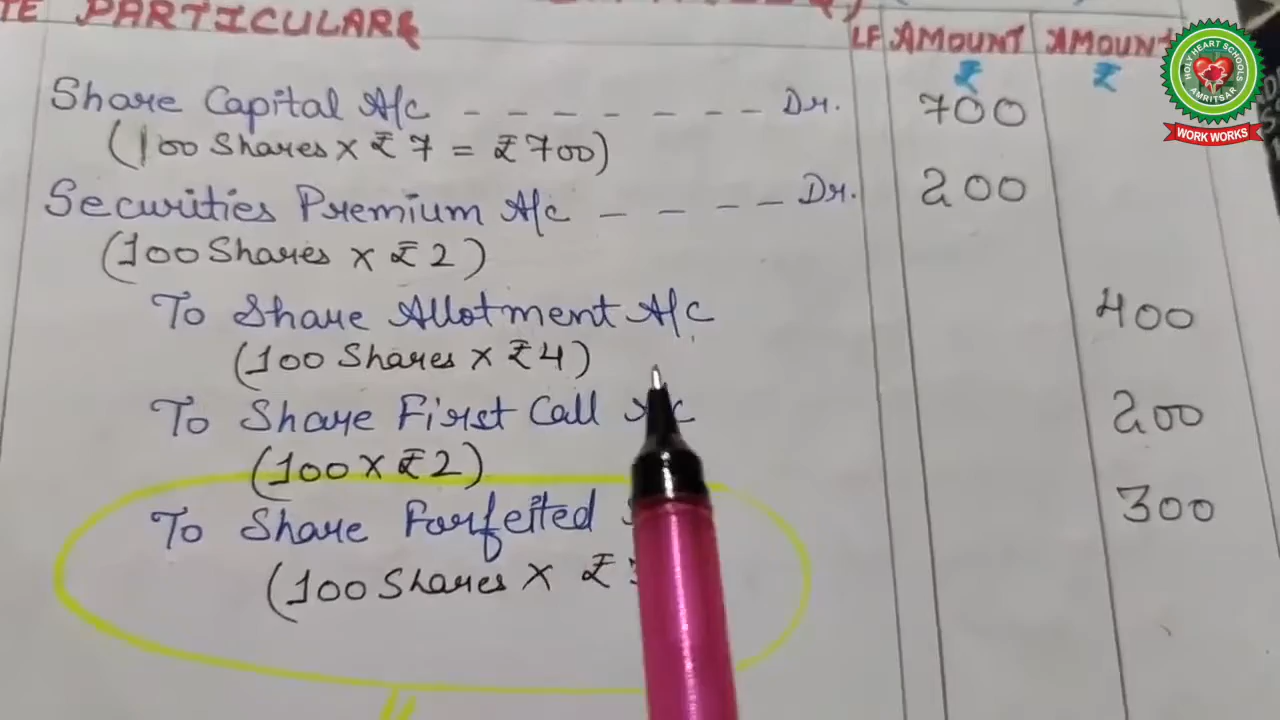 TE PARTICULARS LF AMOUNT AMOUNT
₹ ₹
Share Capital A/c - - - - - - - Dr. 700
(100 Shares × ₹7 = ₹700)
Securities Premium A/c - - - - Dr. 200
(100 Shares × ₹2)
To Share Allotment A/c 400
(100 Shares × ₹4)
To Share First Call A/c 200
(100 × ₹2)
To Share Forfeited 300
(100 Shares × ₹
HOLY HEART SCHOOLS
AMRITSAR
WORK WORKS